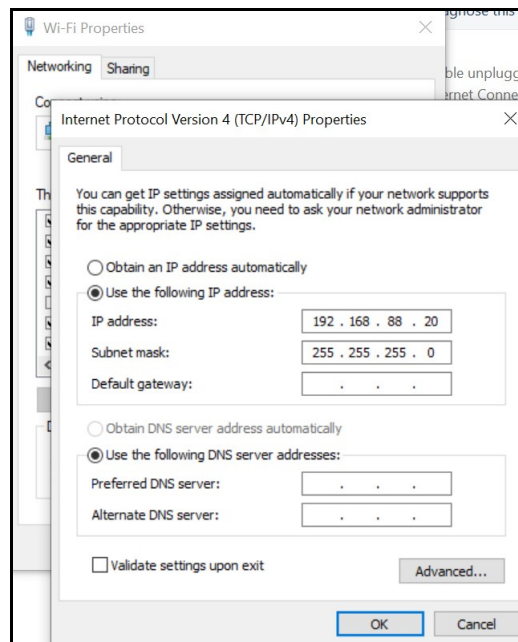 Wi-Fi Properties
Networking
Sharing
Internet Protocol Version 4 (TCP/IPv4) Properties
General
You can get IP settings assigned automatically if your network supports
this capability. Otherwise, you need to ask your network administrator
for the appropriate IP settings.
Obtain an IP address automatically
Use the following IP address:
IP address:
192 . 168 . 88 . 20
Subnet mask:
255 . 255 . 255 . 0
Default gateway:
. . .
Obtain DNS server address automatically
Use the following DNS server addresses:
Preferred DNS server:
. . .
Alternate DNS server:
. . .
Validate settings upon exit
Advanced...
OK
Cancel